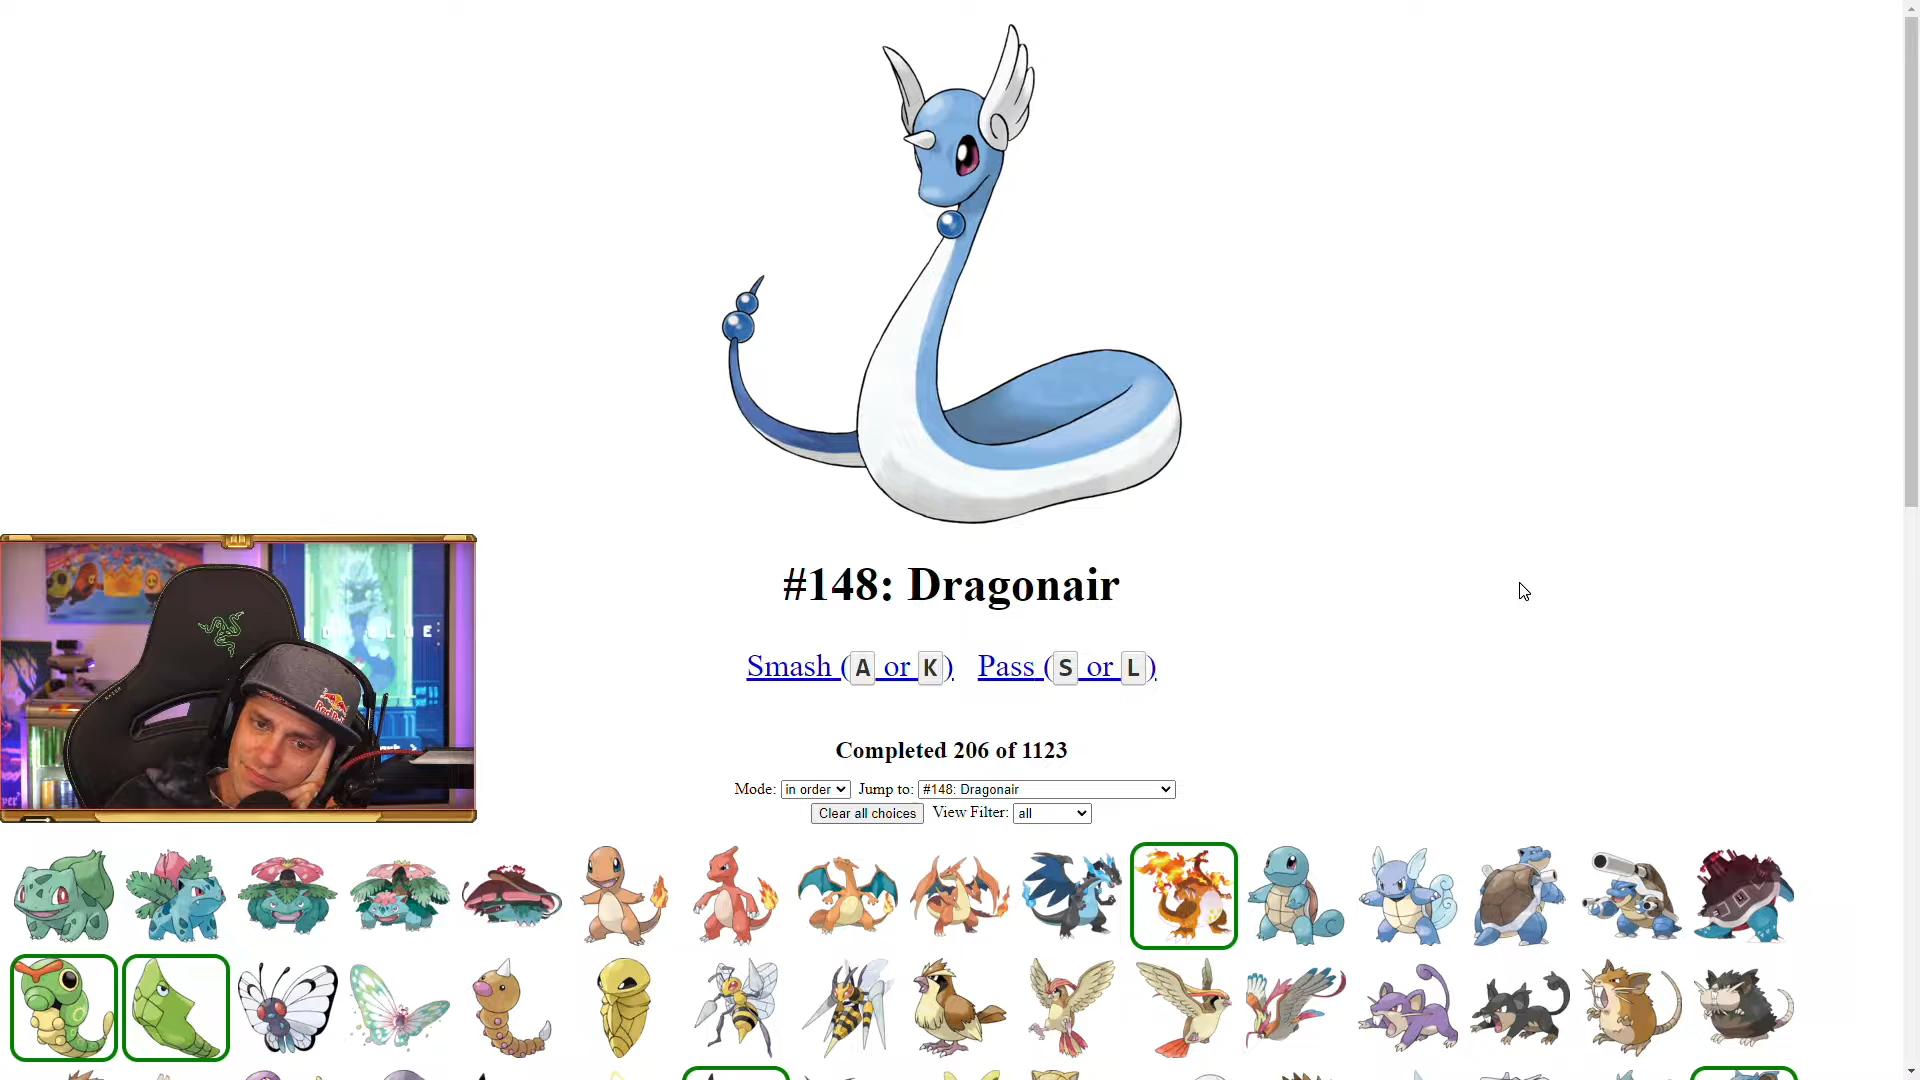 #148: Dragonair
Smash (A or K) Pass (S or L)
Completed 206 of 1123
Mode: in order Jump to: #148: Dragonair
Clear all choices View Filter: all
RedBull